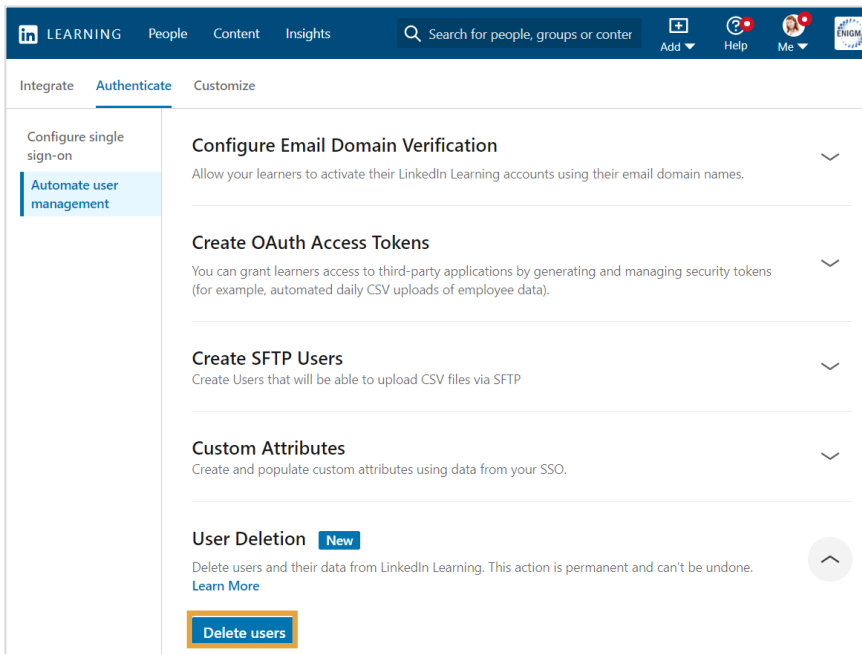 in LEARNING People Content Insights Search for people, groups or conter Add Help Me ENIGM
Integrate Authenticate Customize
Configure single
sign-on
Automate user
management
Configure Email Domain Verification
Allow your learners to activate their LinkedIn Learning accounts using their email domain names.
Create OAuth Access Tokens
You can grant learners access to third-party applications by generating and managing security tokens
(for example, automated daily CSV uploads of employee data).
Create SFTP Users
Create Users that will be able to upload CSV files via SFTP
Custom Attributes
Create and populate custom attributes using data from your SSO.
User Deletion New
Delete users and their data from LinkedIn Learning. This action is permanent and can't be undone.
Learn More
Delete users